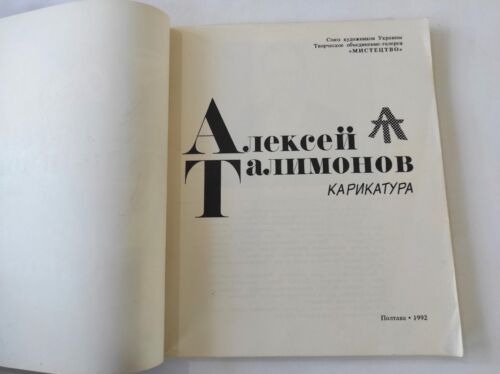 Союз художников Украины
Творческое объединение-галерея
«МИСТЕЦТВО»
Алексей
Талимонов
КАРИКАТУРА
Полтава • 1992